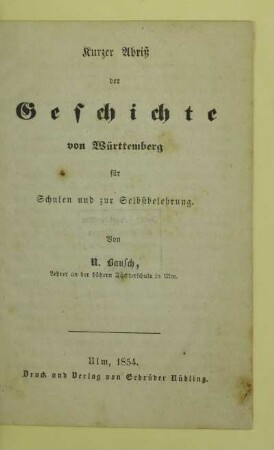 Kurzer Abriß
der
Geschichte
von Württemberg
für
Schulen und zur Selbstbelehrung.
Von
U. Bausch,
Lehrer an der höhern Töchterschule in Ulm.
Ulm, 1854.
Druck und Verlag von Gebrüder Nübling.